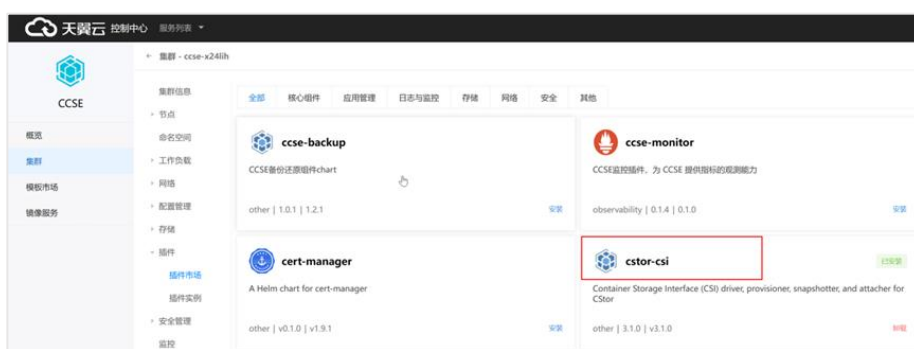 天翼云 控制中心 服务列表
CCSE
概览
集群
模板市场
镜像服务
← 集群 - ccse-x24lih
集群信息
节点
命名空间
工作负载
网络
配置管理
存储
插件
插件市场
插件实例
安全管理
监控
全部 核心组件 应用管理 日志与监控 存储 网络 安全 其他
ccse-backup
CCSE备份还原组件chart
other | 1.0.1 | 1.2.1 安装
ccse-monitor
CCSE监控插件，为 CCSE 提供指标的观测能力
observability | 0.1.4 | 0.1.0 安装
cert-manager
A Helm chart for cert-manager
other | v0.1.0 | v1.9.1 安装
cstor-csi 已安装
Container Storage Interface (CSI) driver, provisioner, snapshotter, and attacher for
CStor
other | 3.1.0 | v3.1.0 卸载